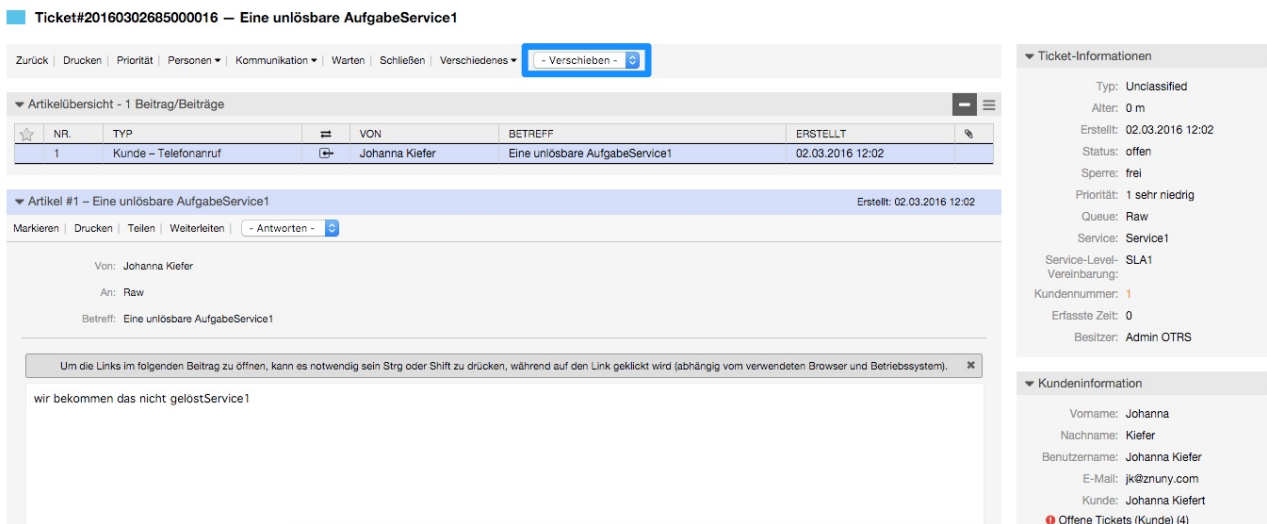 Ticket#20160302685000016 — Eine unlösbare AufgabeService1
Zurück | Drucken | Priorität | Personen | Kommunikation | Warten | Schließen | Verschiedenes | - Verschieben -
Artikelübersicht - 1 Beitrag/Beiträge
NR. TYP VON BETREFF ERSTELLT
1 Kunde – Telefonanruf Johanna Kiefer Eine unlösbare AufgabeService1 02.03.2016 12:02
Artikel #1 – Eine unlösbare AufgabeService1 Erstellt: 02.03.2016 12:02
Markieren | Drucken | Teilen | Weiterleiten | - Antworten -
Von: Johanna Kiefer
An: Raw
Betreff: Eine unlösbare AufgabeService1
Um die Links im folgenden Beitrag zu öffnen, kann es notwendig sein Strg oder Shift zu drücken, während auf den Link geklickt wird (abhängig vom verwendeten Browser und Betriebssystem).
wir bekommen das nicht gelöstService1
Ticket-Informationen
Typ: Unclassified
Alter: 0 m
Erstellt: 02.03.2016 12:02
Status: offen
Sperre: frei
Priorität: 1 sehr niedrig
Queue: Raw
Service: Service1
Service-Level- SLA1
Vereinbarung:
Kundennummer: 1
Erfasste Zeit: 0
Besitzer: Admin OTRS
Kundeninformation
Vorname: Johanna
Nachname: Kiefer
Benutzername: Johanna Kiefer
E-Mail: jk@znuny.com
Kunde: Johanna Kiefert
Offene Tickets (Kunde) (4)